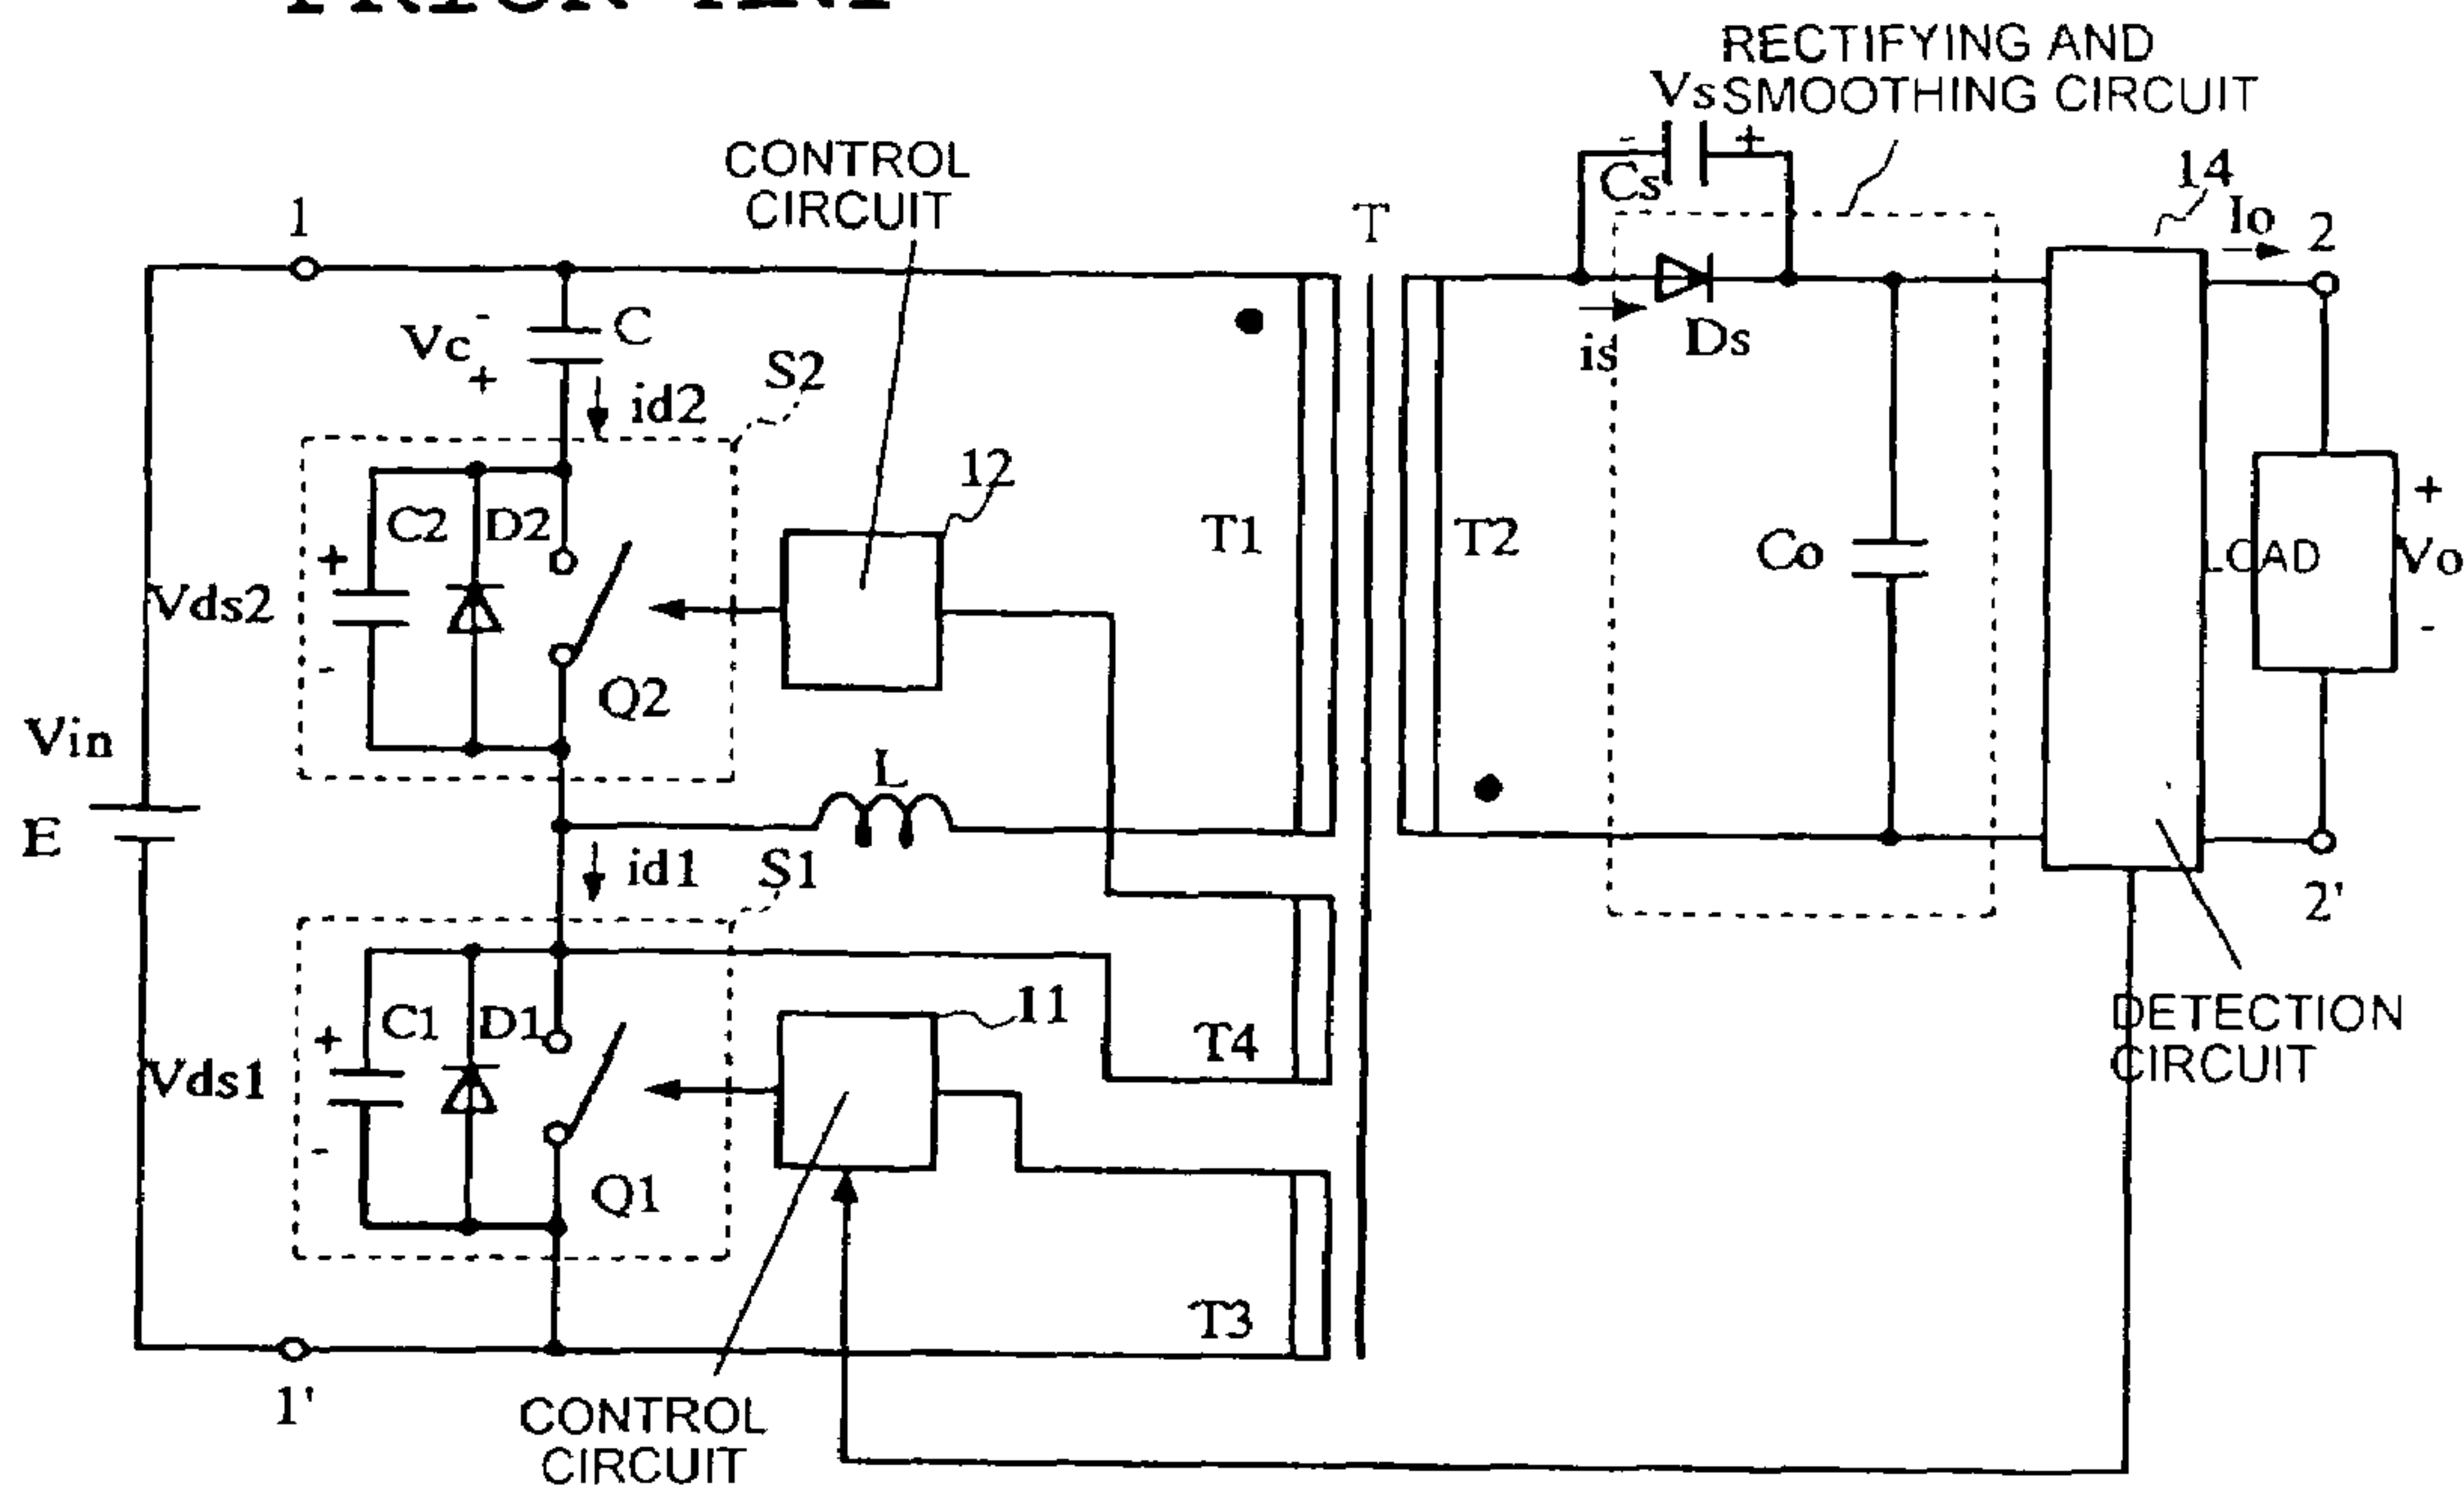 RECTIFYING AND
SMOOTHING CIRCUIT
Vs
-
+
Cs
CONTROL
CIRCUIT
14
1
T
Io
2
-
Vc
+
C
S2
id2
is
Ds
12
C2
D2
T1
T2
Co
+
LOAD
Vo
-
+
Vds2
-
Q2
Vin
E
L
id1
S1
2'
C1
D1
11
T4
+
Vds1
-
DETECTION
CIRCUIT
Q1
T3
1'
CONTROL
CIRCUIT